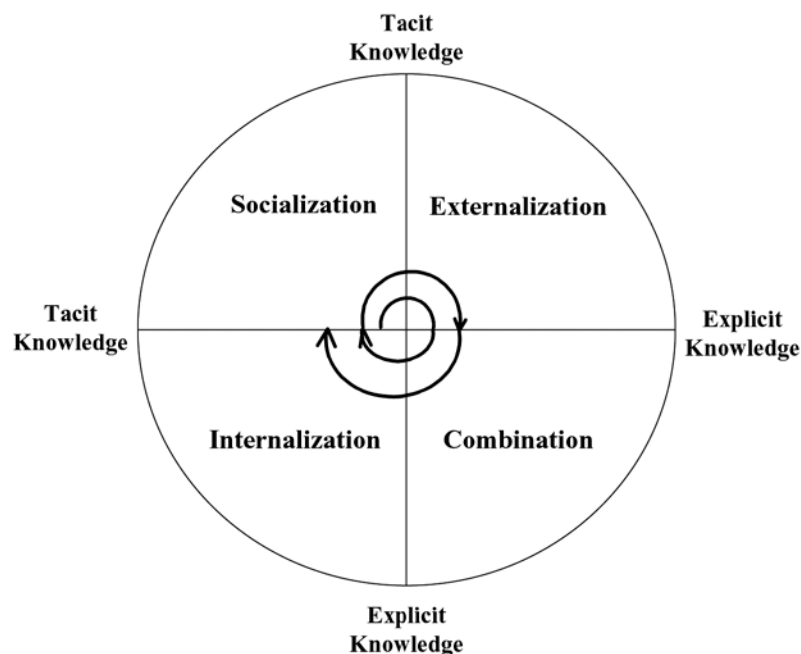 Tacit
Knowledge
Socialization
Externalization
Tacit
Knowledge
Explicit
Knowledge
Internalization
Combination
Explicit
Knowledge